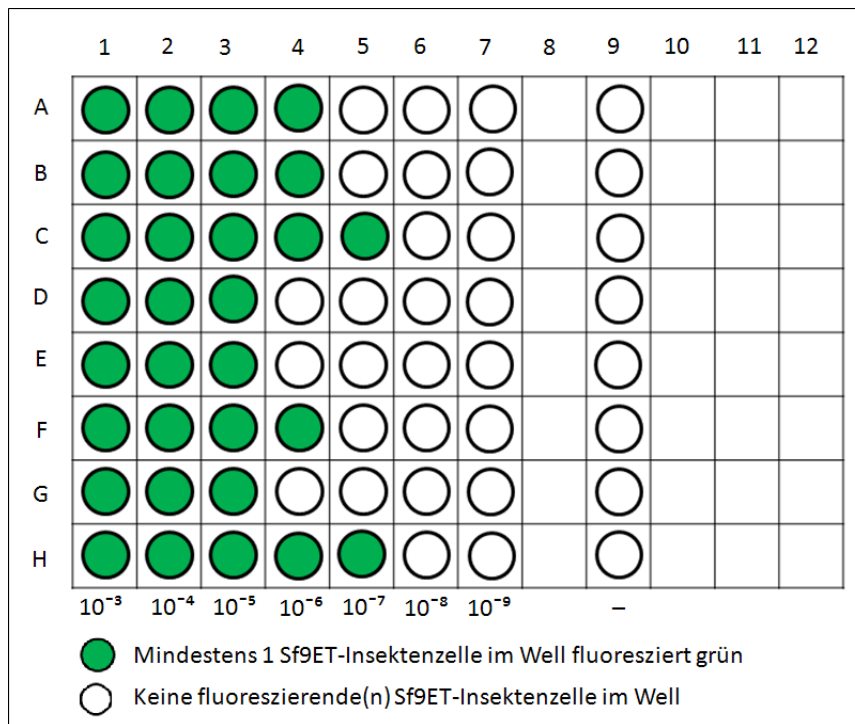 1 2 3 4 5 6 7 8 9 10 11 12
A
B
C
D
E
F
G
H
10⁻³ 10⁻⁴ 10⁻⁵ 10⁻⁶ 10⁻⁷ 10⁻⁸ 10⁻⁹ –
Mindestens 1 Sf9ET-Insektenzelle im Well fluoresziert grün
Keine fluoreszierende(n) Sf9ET-Insektenzelle im Well